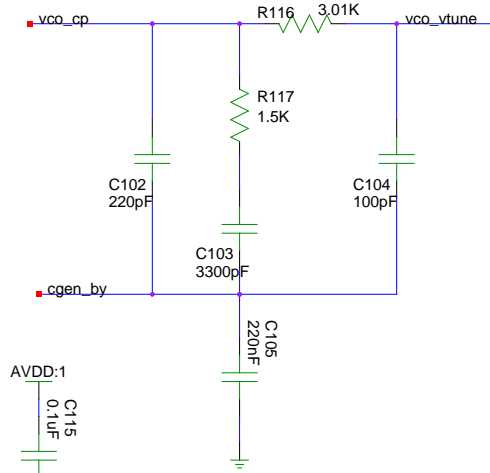 vco_cp
R116
3.01K
vco_vtune
R117
1.5K
C102
220pF
C104
100pF
C103
3300pF
cgen_by
C105
220nF
AVDD:1
C115
0.1uF